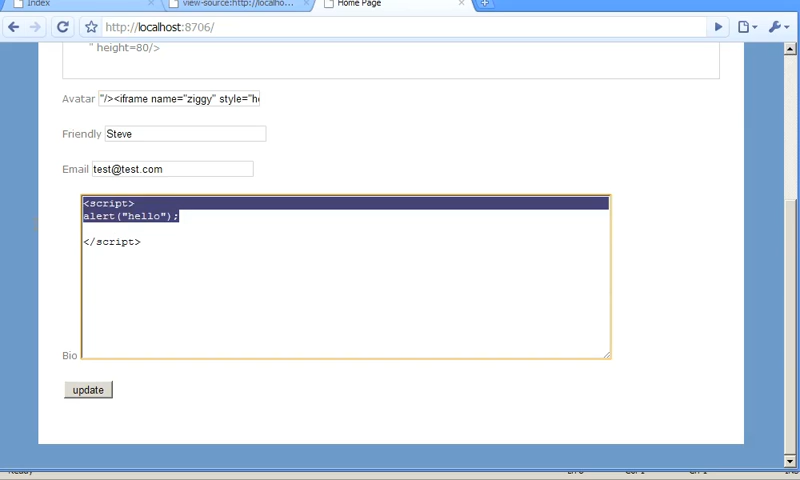 Index
view-source:http://localho...
Home Page
http://localhost:8706/
" height=80/>
Avatar "/><iframe name="ziggy" style="he
Friendly Steve
Email test@test.com
<script>
alert("hello");
</script>
Bio
update
Ready